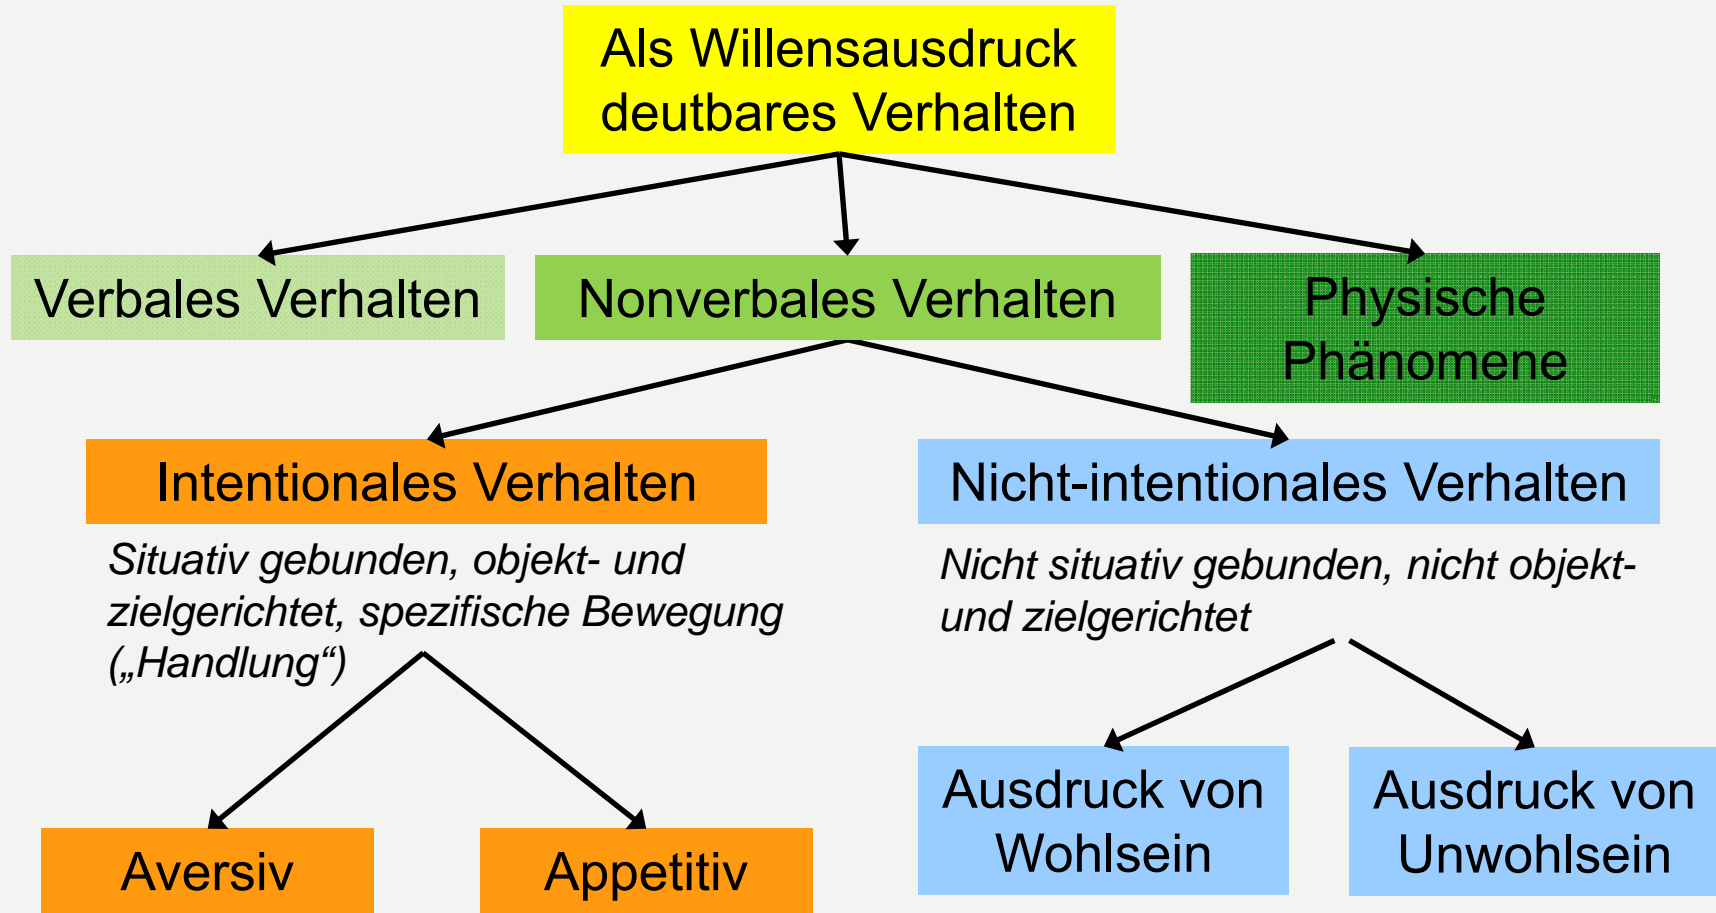 Als Willensausdruck
deutbares Verhalten
Verbales Verhalten
Nonverbales Verhalten
Physische
Phänomene
Intentionales Verhalten
Nicht-intentionales Verhalten
Situativ gebunden, objekt- und
zielgerichtet, spezifische Bewegung
(„Handlung“)
Nicht situativ gebunden, nicht objekt-
und zielgerichtet
Aversiv
Appetitiv
Ausdruck von
Wohlsein
Ausdruck von
Unwohlsein